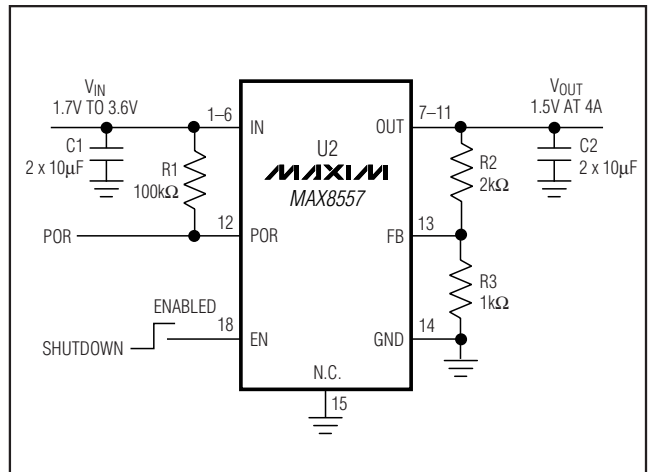 VIN
1.7V TO 3.6V
1–6
IN
C1
2 x 10µF
R1
100kΩ
POR
12
POR
ENABLED
SHUTDOWN
18
EN
U2
MAXIM
MAX8557
N.C.
15
7–11
OUT
VOUT
1.5V AT 4A
C2
2 x 10µF
R2
2kΩ
13
FB
R3
1kΩ
14
GND